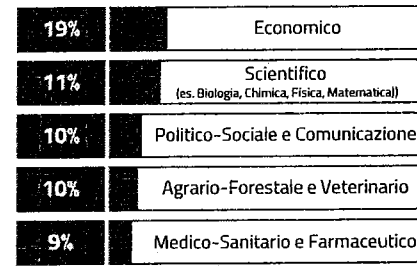 19% Economico
11% Scientifico
(es. Biologia, Chimica, Fisica, Matematica))
10% Politico-Sociale e Comunicazione
10% Agrario-Forestale e Veterinario
9% Medico-Sanitario e Farmaceutico